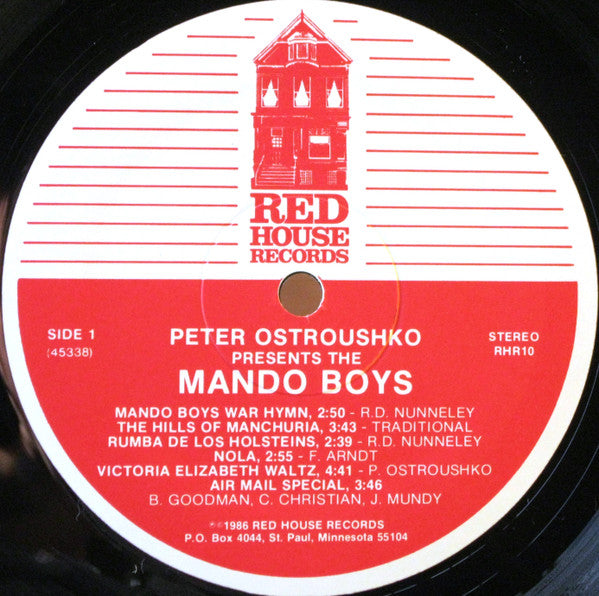 RED
HOUSE
RECORDS
SIDE 1
(45338)
PETER OSTROUSHKO
PRESENTS THE
MANDO BOYS
STEREO
RHR10
MANDO BOYS WAR HYMN, 2:50 - R.D. NUNNELEY
THE HILLS OF MANCHURIA, 3:43 - TRADITIONAL
RUMBA DE LOS HOLSTEINS, 2:39 - R.D. NUNNELEY
NOLA, 2:55 - F. ARNDT
VICTORIA ELIZABETH WALTZ, 4:41 - P. OSTROUSHKO
AIR MAIL SPECIAL, 3:46
B. GOODMAN, C. CHRISTIAN, J. MUNDY
℗©1986 RED HOUSE RECORDS
P.O. Box 4044, St. Paul, Minnesota 55104